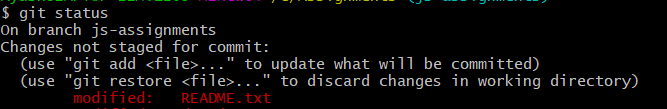 $ git status
On branch js-assignments
Changes not staged for commit:
(use "git add <file>..." to update what will be committed)
(use "git restore <file>..." to discard changes in working directory)
modified: README.txt